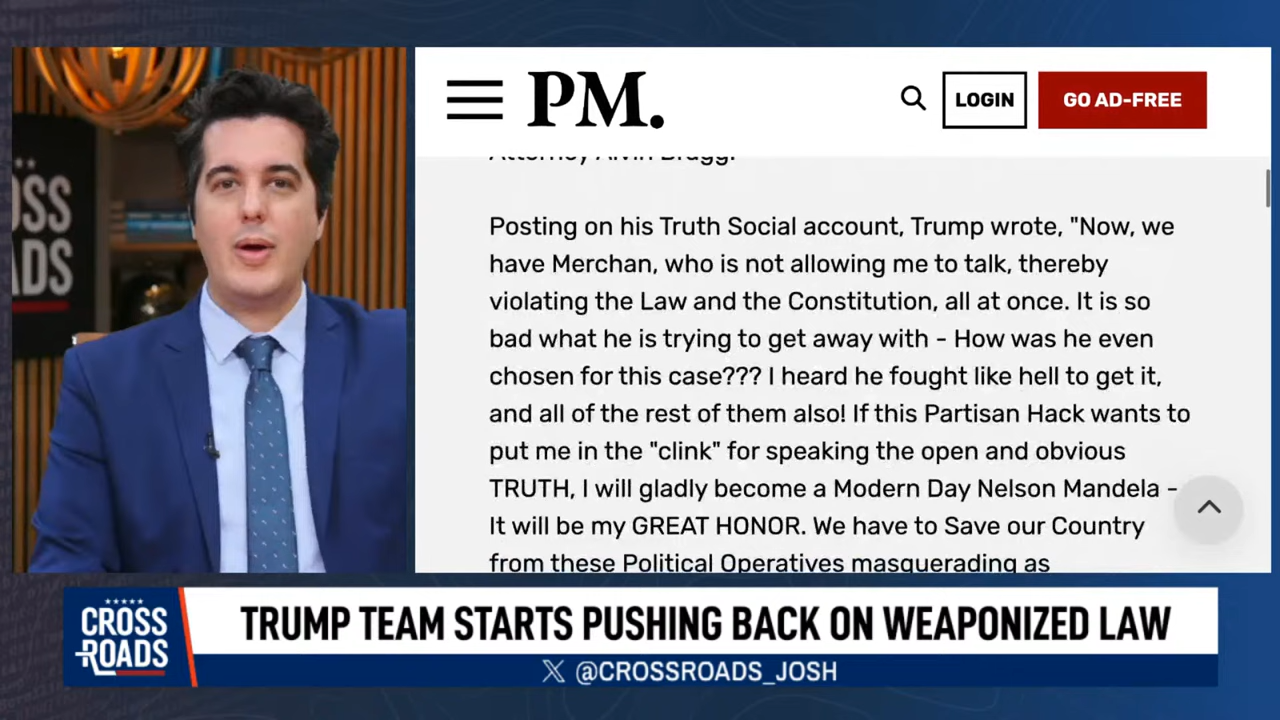 OSS
ADS
PM.
LOGIN
GO AD-FREE
Attorney Alvin Bragg.
Posting on his Truth Social account, Trump wrote, "Now, we
have Merchan, who is not allowing me to talk, thereby
violating the Law and the Constitution, all at once. It is so
bad what he is trying to get away with - How was he even
chosen for this case??? I heard he fought like hell to get it,
and all of the rest of them also! If this Partisan Hack wants to
put me in the "clink" for speaking the open and obvious
TRUTH, I will gladly become a Modern Day Nelson Mandela -
It will be my GREAT HONOR. We have to Save our Country
from these Political Operatives masquerading as
CROSS
ROADS
TRUMP TEAM STARTS PUSHING BACK ON WEAPONIZED LAW
X @CROSSROADS_JOSH